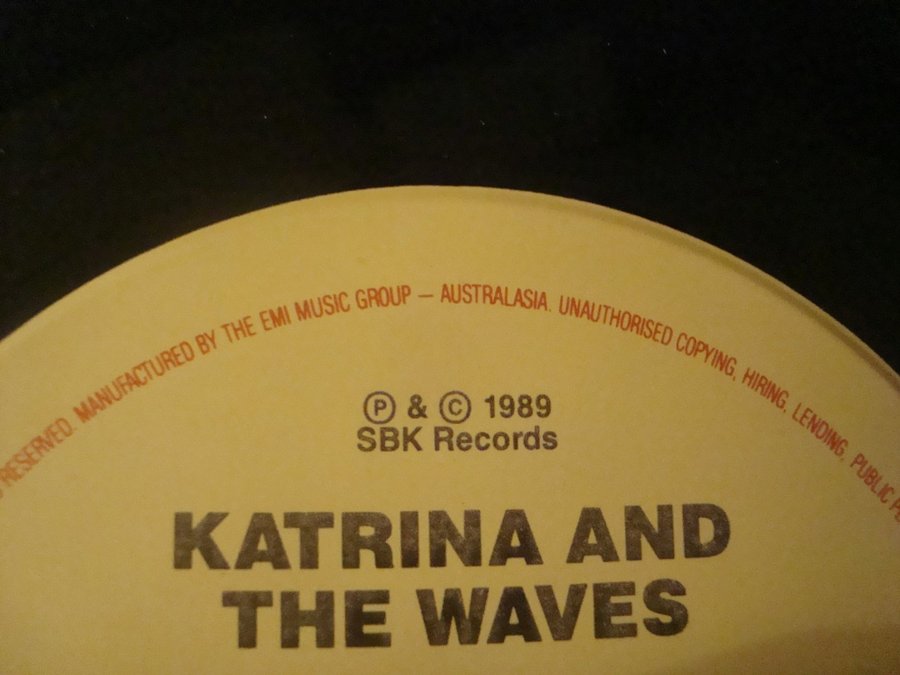 RESERVED. MANUFACTURED BY THE EMI MUSIC GROUP – AUSTRALASIA. UNAUTHORISED COPYING, HIRING, LENDING, PUBLIC
Ⓟ & © 1989
SBK Records
KATRINA AND
THE WAVES